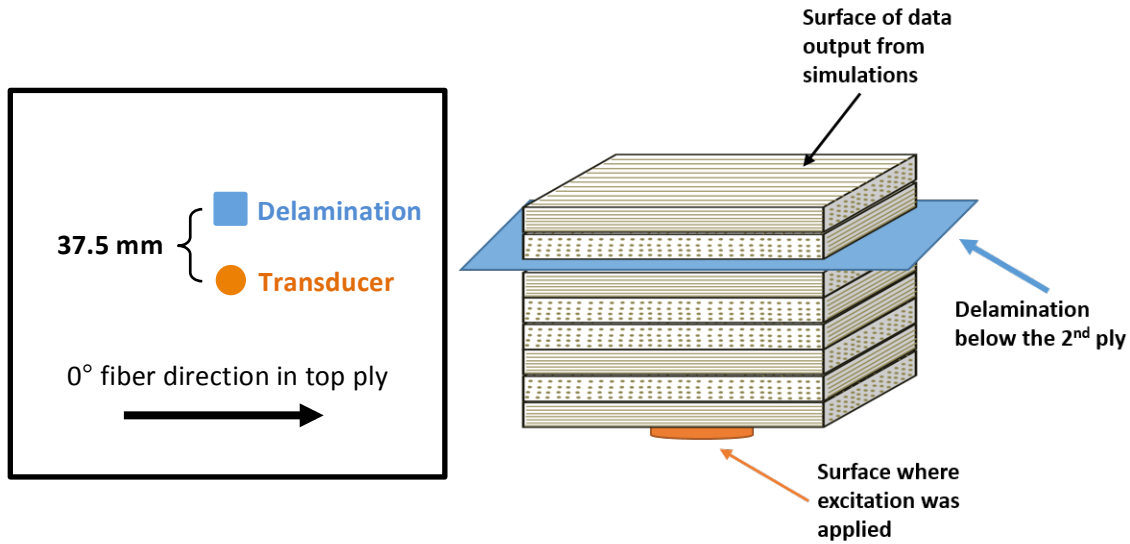 Surface of data
output from
simulations
Delamination
37.5 mm
Transducer
0° fiber direction in top ply
Delamination
below the 2nd ply
Surface where
excitation was
applied